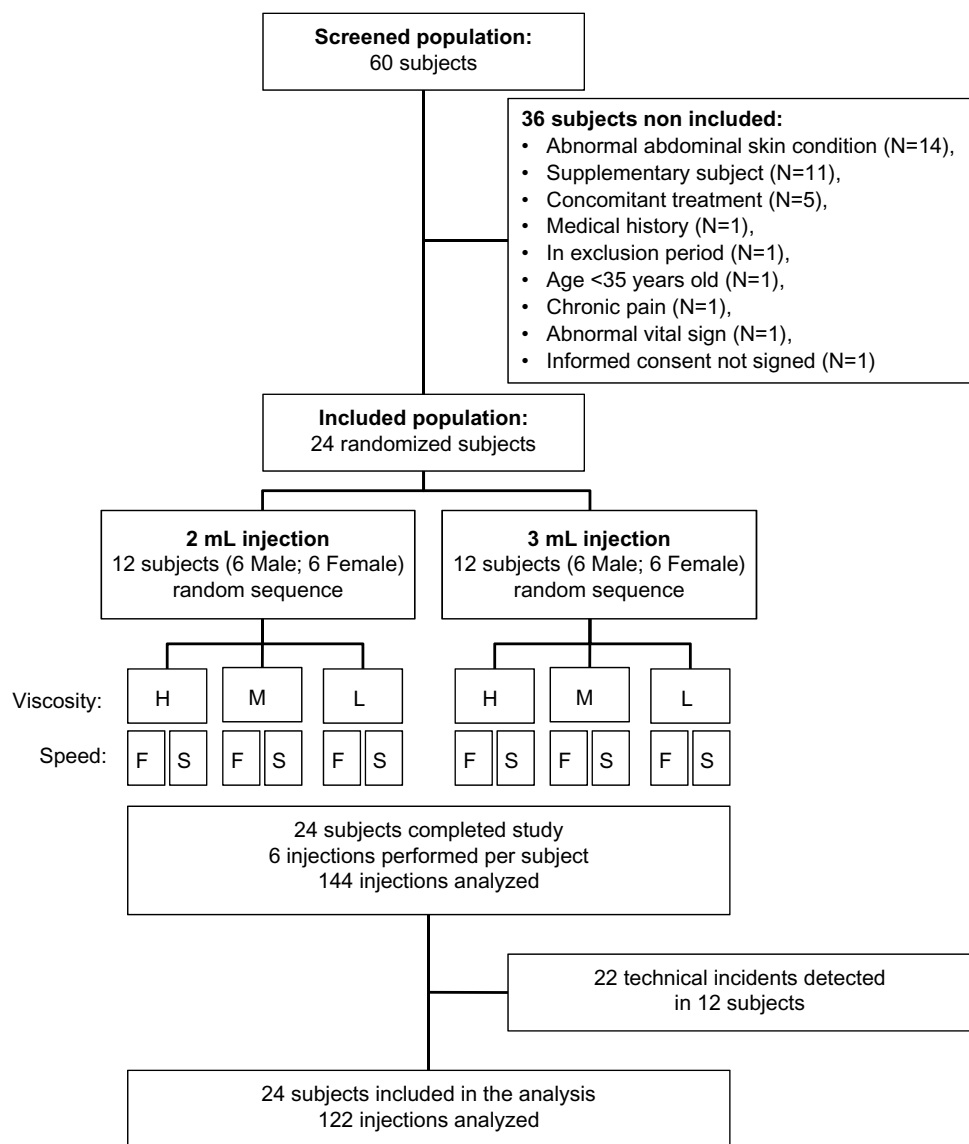 Screened population:
60 subjects
36 subjects non included:
• Abnormal abdominal skin condition (N=14),
• Supplementary subject (N=11),
• Concomitant treatment (N=5),
• Medical history (N=1),
• In exclusion period (N=1),
• Age <35 years old (N=1),
• Chronic pain (N=1),
• Abnormal vital sign (N=1),
• Informed consent not signed (N=1)
Included population:
24 randomized subjects
2 mL injection
12 subjects (6 Male; 6 Female)
random sequence
3 mL injection
12 subjects (6 Male; 6 Female)
random sequence
Viscosity: H M L H M L
Speed: F S F S F S F S F S F S
24 subjects completed study
6 injections performed per subject
144 injections analyzed
22 technical incidents detected
in 12 subjects
24 subjects included in the analysis
122 injections analyzed